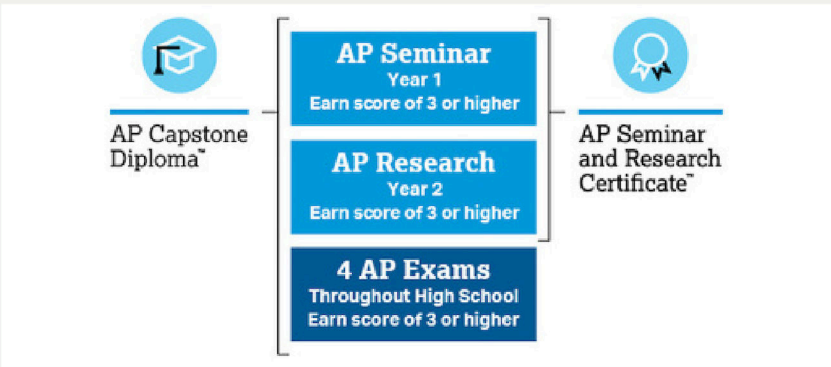 AP Capstone
Diploma™
AP Seminar
Year 1
Earn score of 3 or higher
AP Research
Year 2
Earn score of 3 or higher
4 AP Exams
Throughout High School
Earn score of 3 or higher
AP Seminar
and Research
Certificate™